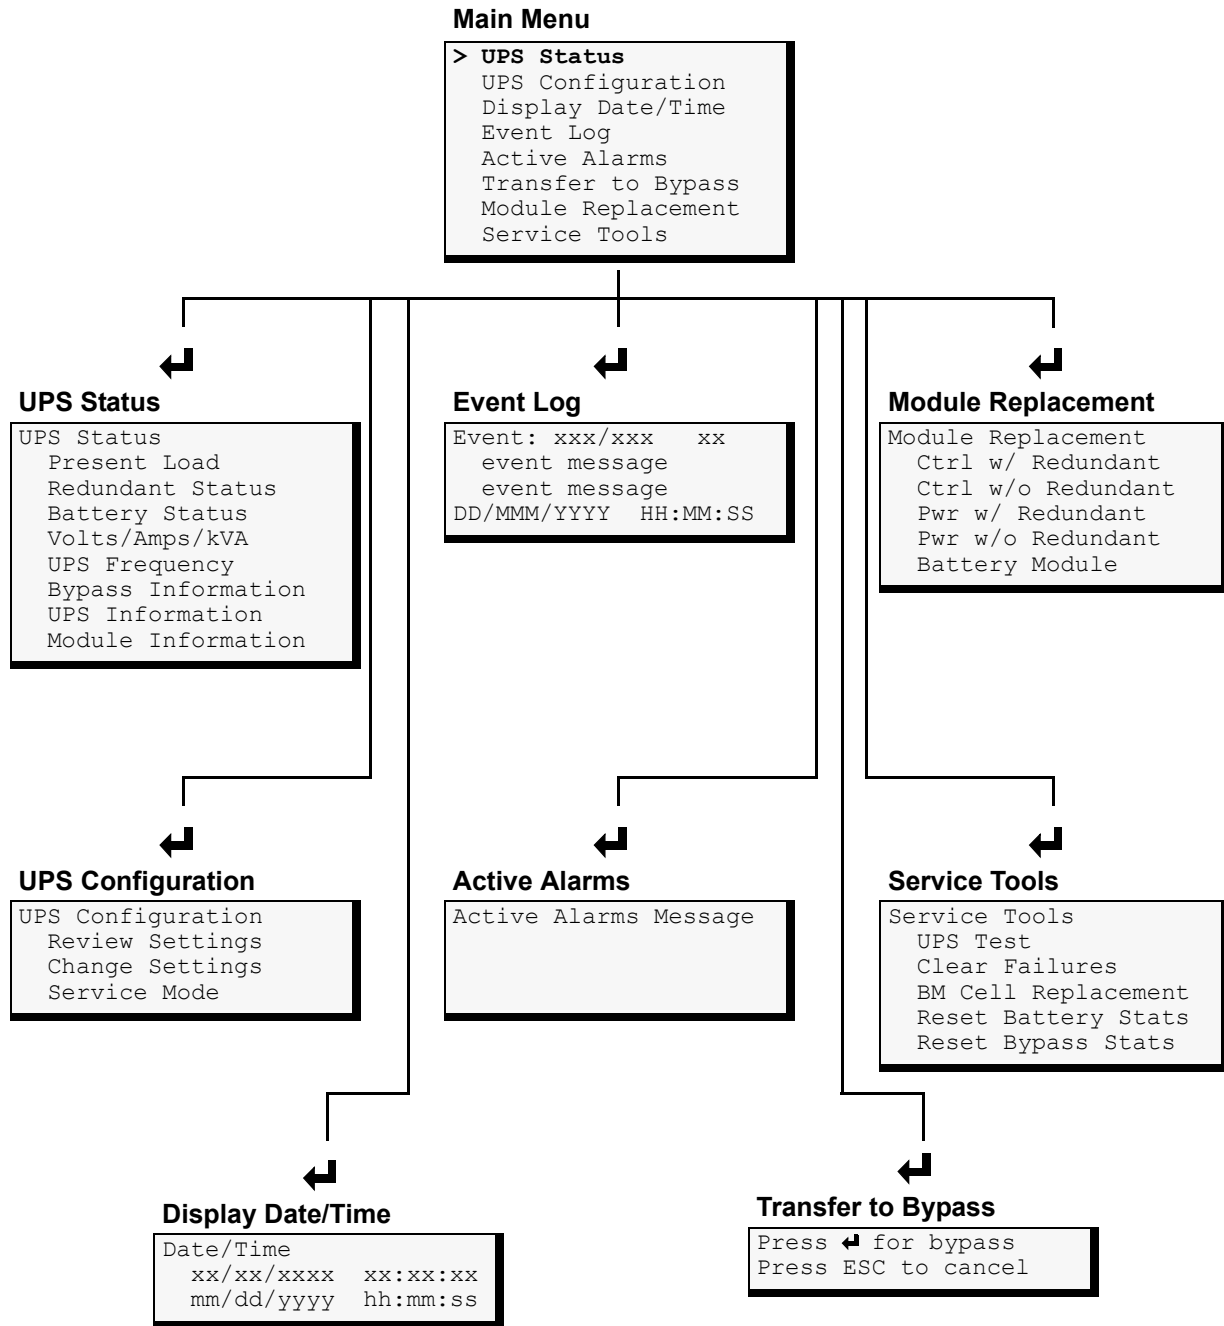 Main Menu
> UPS Status
UPS Configuration
Display Date/Time
Event Log
Active Alarms
Transfer to Bypass
Module Replacement
Service Tools
UPS Status
UPS Status
Present Load
Redundant Status
Battery Status
Volts/Amps/kVA
UPS Frequency
Bypass Information
UPS Information
Module Information
Event Log
Event: xxx/xxx xx
event message
event message
DD/MMM/YYYY HH:MM:SS
Module Replacement
Module Replacement
Ctrl w/ Redundant
Ctrl w/o Redundant
Pwr w/ Redundant
Pwr w/o Redundant
Battery Module
UPS Configuration
UPS Configuration
Review Settings
Change Settings
Service Mode
Active Alarms
Active Alarms Message
Service Tools
Service Tools
UPS Test
Clear Failures
BM Cell Replacement
Reset Battery Stats
Reset Bypass Stats
Display Date/Time
Date/Time
xx/xx/xxxx xx:xx:xx
mm/dd/yyyy hh:mm:ss
Transfer to Bypass
Press ↵ for bypass
Press ESC to cancel